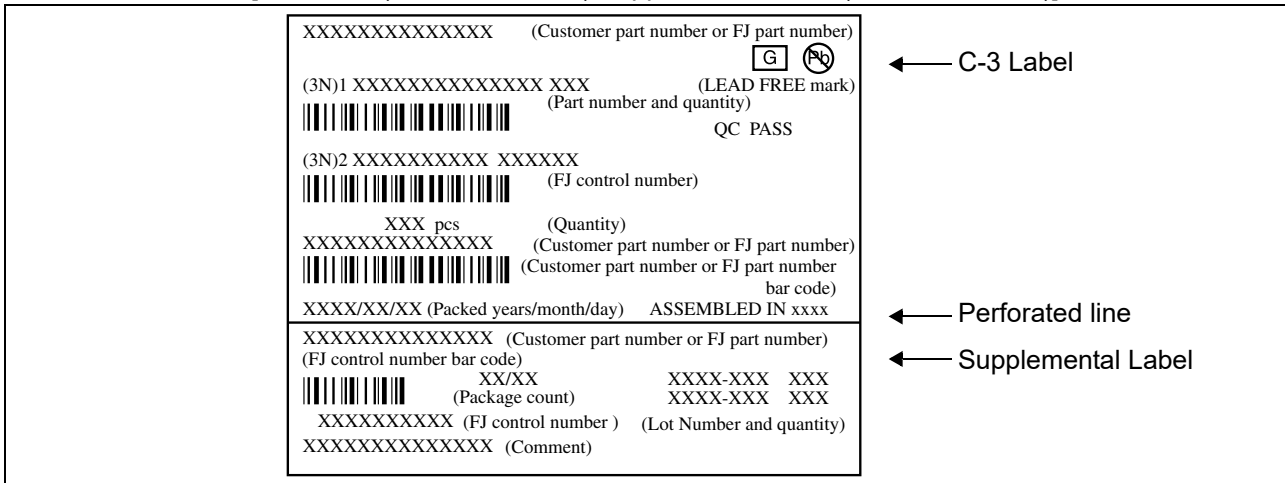 XXXXXXXXXXXXXX (Customer part number or FJ part number)
G Pb
C-3 Label
(3N)1 XXXXXXXXXXXXXX XXX (LEAD FREE mark)
(Part number and quantity)
QC PASS
(3N)2 XXXXXXXXXX XXXXXX
(FJ control number)
XXX pcs (Quantity)
XXXXXXXXXXXXXX (Customer part number or FJ part number)
(Customer part number or FJ part number
bar code)
XXXX/XX/XX (Packed years/month/day) ASSEMBLED IN xxxx
Perforated line
XXXXXXXXXXXXXX (Customer part number or FJ part number)
(FJ control number bar code)
Supplemental Label
XX/XX XXXX-XXX XXX
(Package count) XXXX-XXX XXX
XXXXXXXXXX (FJ control number ) (Lot Number and quantity)
XXXXXXXXXXXXXX (Comment)